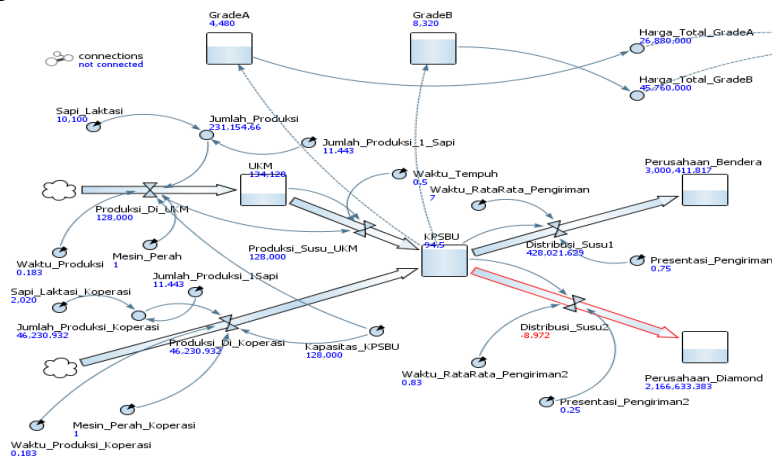 GradeA
4,480
GradeB
8,320
Harga_Total_GradeA
26,880,000
Harga_Total_GradeB
45,760,000
connections
not connected
Sapi_Laktasi
10,100
Jumlah_Produksi
231,154.66
Jumlah_Produksi_1_Sapi
11.443
UKM
134,128
Waktu_Tempuh
0.5
Waktu_RataRata_Pengiriman
7
Perusahaan_Bendera
3,000,411.817
Produksi_Di_UKM
128,000
Produksi_Susu_UKM
128,000
KPSBU
94.5
Distribusi_Susu1
428,021.639
Waktu_Produksi
0.183
Mesin_Perah
1
Presentasi_Pengiriman
0.75
Sapi_Laktasi_Koperasi
2,020
Jumlah_Produksi_1Sapi
11.443
Jumlah_Produksi_Koperasi
46,230.932
Produksi_Di_Koperasi
46,230.932
Kapasitas_KPSBU
128,000
Distribusi_Susu2
-8.972
Waktu_RataRata_Pengiriman2
0.83
Perusahaan_Diamond
2,166,633.383
Presentasi_Pengiriman2
0.25
Mesin_Perah_Koperasi
1
Waktu_Produksi_Koperasi
0.183